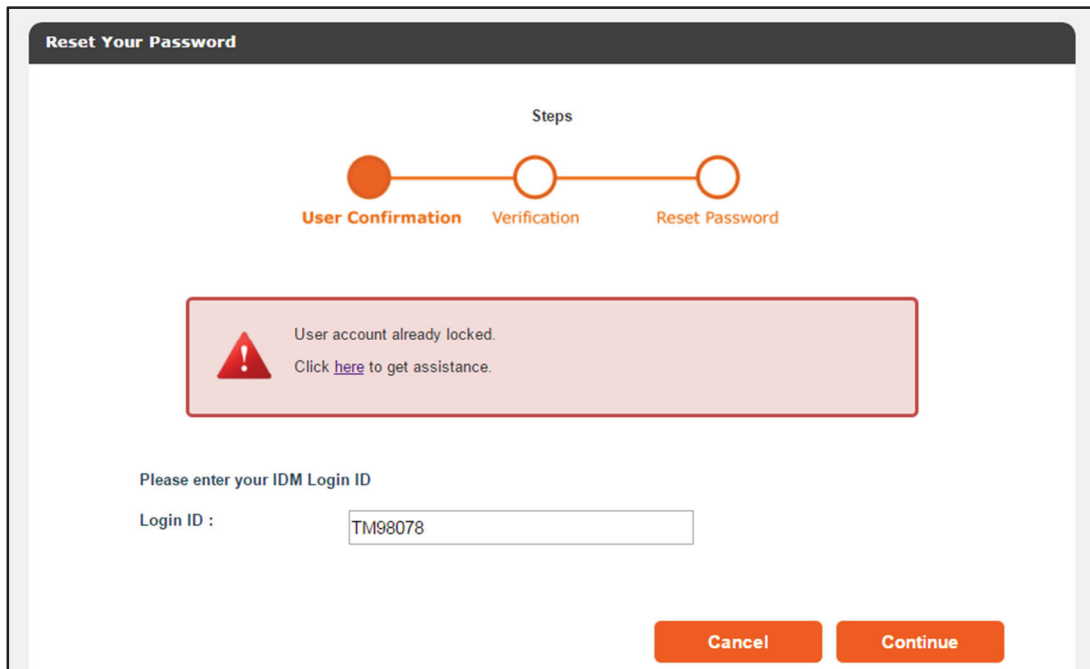 Reset Your Password
Steps
User Confirmation Verification Reset Password
!
User account already locked.
Click here to get assistance.
Please enter your IDM Login ID
Login ID : TM98078
Cancel Continue